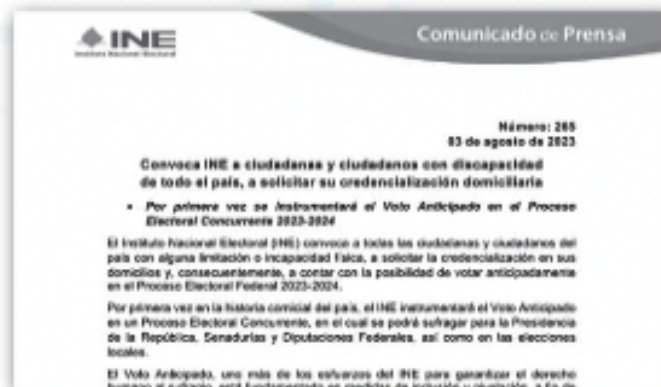 INE
Instituto Nacional Electoral
Comunicado de Prensa
Número: 265
03 de agosto de 2023
Convoca INE a ciudadanas y ciudadanos con discapacidad
de todo el país, a solicitar su credencialización domiciliaria
• Por primera vez se instrumentará el Voto Anticipado en el Proceso
Electoral Concurrente 2023-2024
El Instituto Nacional Electoral (INE) convoca a todas las ciudadanas y ciudadanos del
país con alguna limitación o incapacidad física, a solicitar la credencialización en sus
domicilios y, consecuentemente, a contar con la posibilidad de votar anticipadamente
en el Proceso Electoral Federal 2023-2024.
Por primera vez en la historia comicial del país, el INE instrumentará el Voto Anticipado
en un Proceso Electoral Concurrente, en el cual se podrá sufragar para la Presidencia
de la República, Senadurías y Diputaciones Federales, así como en las elecciones
locales.
El Voto Anticipado, uno más de los esfuerzos del INE para garantizar el derecho